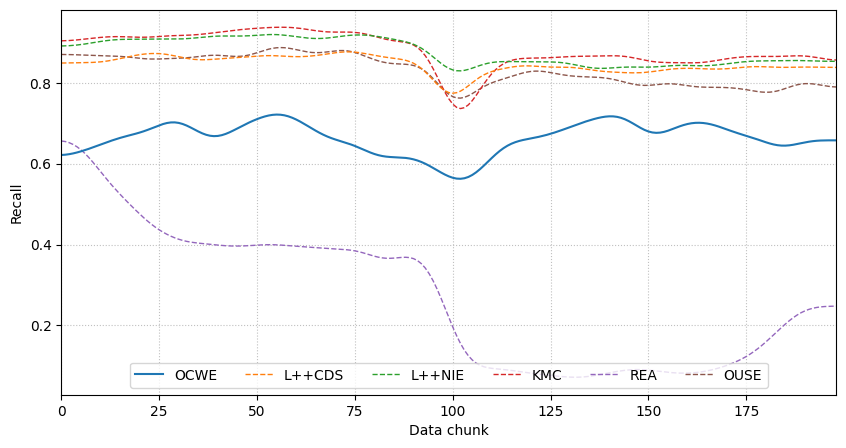 Recall
0.8
0.6
0.4
0.2
OCWE L++CDS L++NIE KMC REA OUSE
0 25 50 75 100 125 150 175
Data chunk